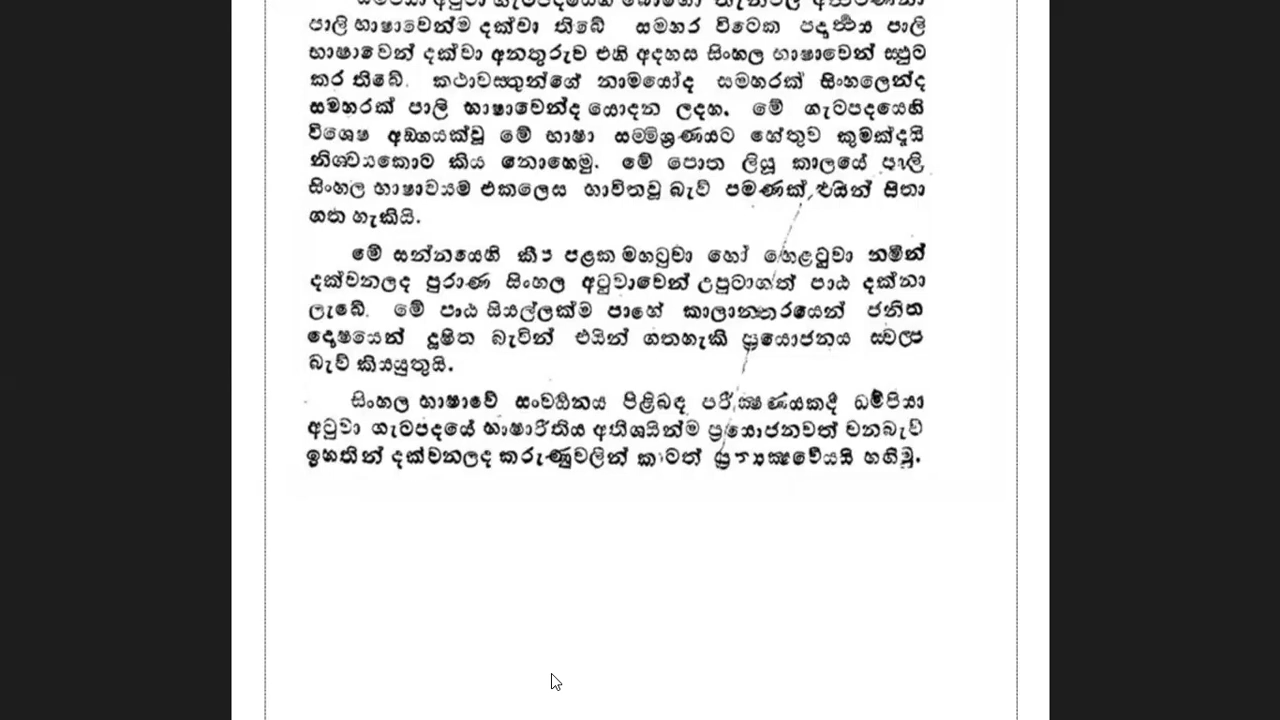 පාලි භාෂාවෙන්ම දක්වා තිබේ සමහර විටෙක පදාර්ථය පාලි
භාෂාවෙන් දක්වා අනතුරුව එහි අදහස සිංහල භාෂාවෙන් ස්ඵුට
කර තිබේ. කථාවස්තූන්ගේ නාමයෝද සමහරක් සිංහලෙන්ද
සමහරක් පාලි භාෂාවෙන්ද යොදන ලදහ. මේ ගැටපදයෙහි
විශෙෂ අඞ්ගයක්වූ මේ භාෂා සම්මිශ්‍රණයට හේතුව කුමක්දැයි
නිශ්චයකොට කිය නොහෙමු. මේ පොත ලියූ කාලයේ පාලි
සිංහල භාෂාවයම එකලෙස භාවිතවූ බැව් පමණක් එයින් සිතා
ගත හැකියි.
මේ සන්නයෙහි කීප පළක මහටුවා හෝ හෙළටුවා නමින්
දක්වනලද පුරාණ සිංහල අටුවාවෙන් උපුටාගත් පාඨ දක්නා
ලැබේ. මේ පාඨ සියල්ලක්ම පාහේ කාලාන්තරයෙන් ජනිත
දොෂයෙන් දූෂිත බැවින් එයින් ගතහැකි ප්‍රයොජනය ස්වල්ප
බැව් කියයුතුයි.
සිංහල භාෂාවේ සංවර්ධනය පිළිබඳ පරීක්ෂණයකදී ධම්පියා
අටුවා ගැටපදයේ භාෂාරීතිය අතිශයින්ම ප්‍රයොජනවත් වනබැව්
ඉහතින් දක්වනලද කරුණුවලින් කාටත් ප්‍රත්‍යක්ෂවේයයි හඟිමු.